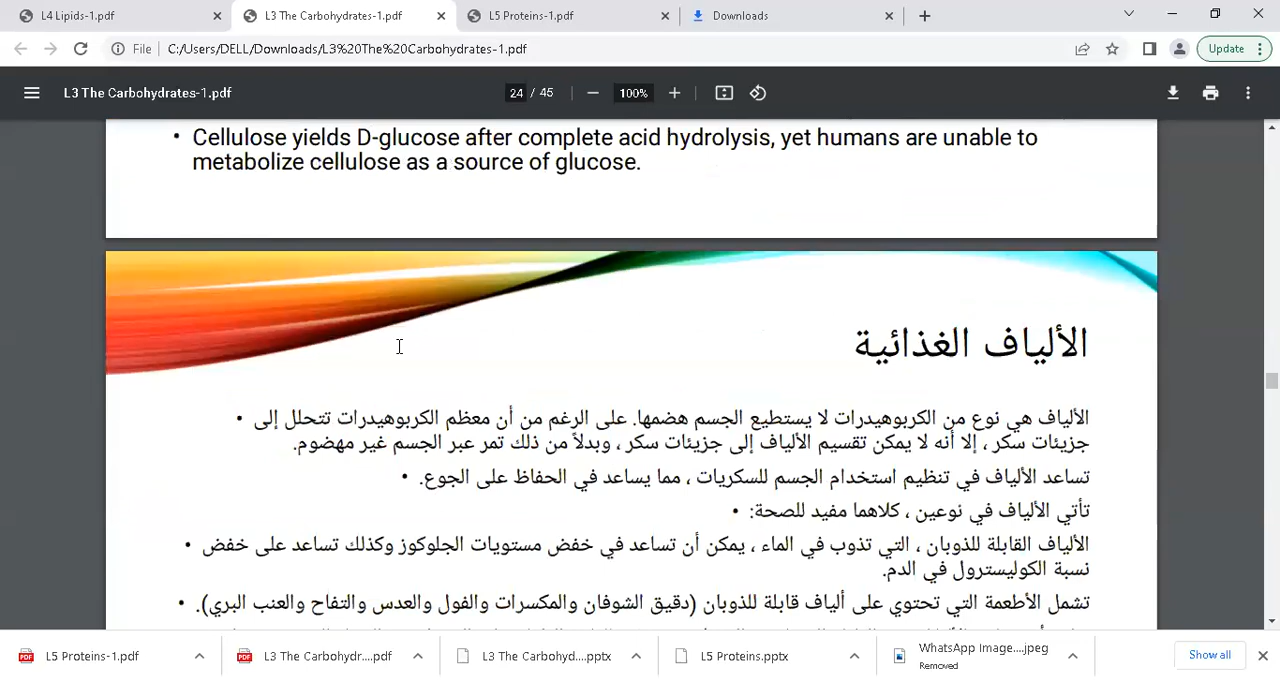 L4 Lipids-1.pdf
L3 The Carbohydrates-1.pdf
L5 Proteins-1.pdf
Downloads
File
C:/Users/DELL/Downloads/L3%20The%20Carbohydrates-1.pdf
Update
L3 The Carbohydrates-1.pdf
24 / 45
100%
• Cellulose yields D-glucose after complete acid hydrolysis, yet humans are unable to
metabolize cellulose as a source of glucose.
الألياف الغذائية
الألياف هي نوع من الكربوهيدرات لا يستطيع الجسم هضمها. على الرغم من أن معظم الكربوهيدرات تتحلل إلى •
جزيئات سكر ، إلا أنه لا يمكن تقسيم الألياف إلى جزيئات سكر ، وبدلاً من ذلك تمر عبر الجسم غير مهضوم.
تساعد الألياف في تنظيم استخدام الجسم للسكريات ، مما يساعد في الحفاظ على الجوع. •
تأتي الألياف في نوعين ، كلاهما مفيد للصحة: •
الألياف القابلة للذوبان ، التي تذوب في الماء ، يمكن أن تساعد في خفض مستويات الجلوكوز وكذلك تساعد على خفض •
نسبة الكوليسترول في الدم.
تشمل الأطعمة التي تحتوي على ألياف قابلة للذوبان (دقيق الشوفان والمكسرات والفول والعدس والتفاح والعنب البري). •
L5 Proteins-1.pdf
L3 The Carbohydr....pdf
L3 The Carbohyd....pptx
L5 Proteins.pptx
WhatsApp Image....jpeg
Removed
Show all